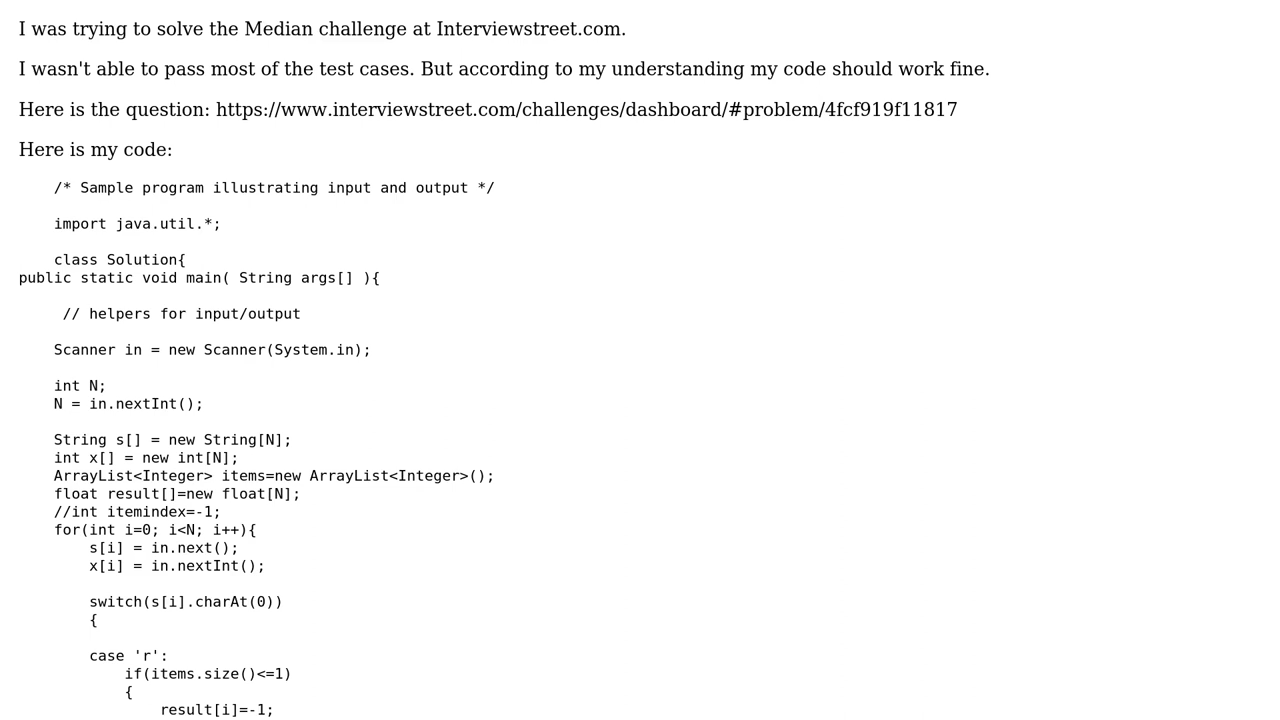 I was trying to solve the Median challenge at Interviewstreet.com.
I wasn't able to pass most of the test cases. But according to my understanding my code should work fine.
Here is the question: https://www.interviewstreet.com/challenges/dashboard/#problem/4fcf919f11817
Here is my code:
/* Sample program illustrating input and output */
import java.util.*;
class Solution{
public static void main( String args[] ){
// helpers for input/output
Scanner in = new Scanner(System.in);
int N;
N = in.nextInt();
String s[] = new String[N];
int x[] = new int[N];
ArrayList<Integer> items=new ArrayList<Integer>();
float result[]=new float[N];
//int itemindex=-1;
for(int i=0; i<N; i++){
s[i] = in.next();
x[i] = in.nextInt();
switch(s[i].charAt(0))
{
case 'r':
if(items.size()<=1)
{
result[i]=-1;